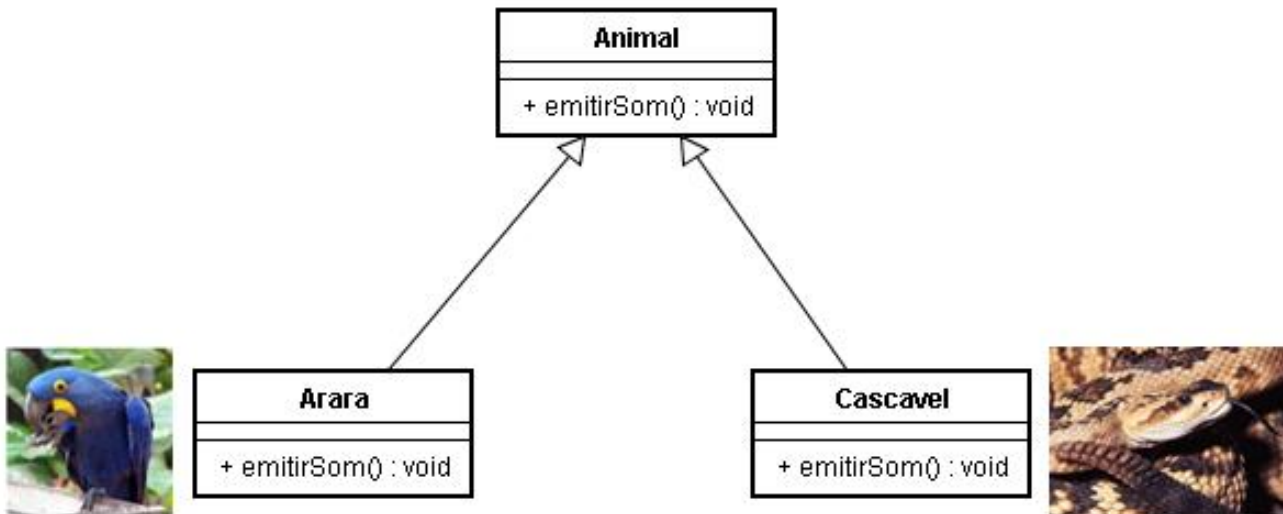 Animal
+ emitirSom() : void
Arara
+ emitirSom() : void
Cascavel
+ emitirSom() : void